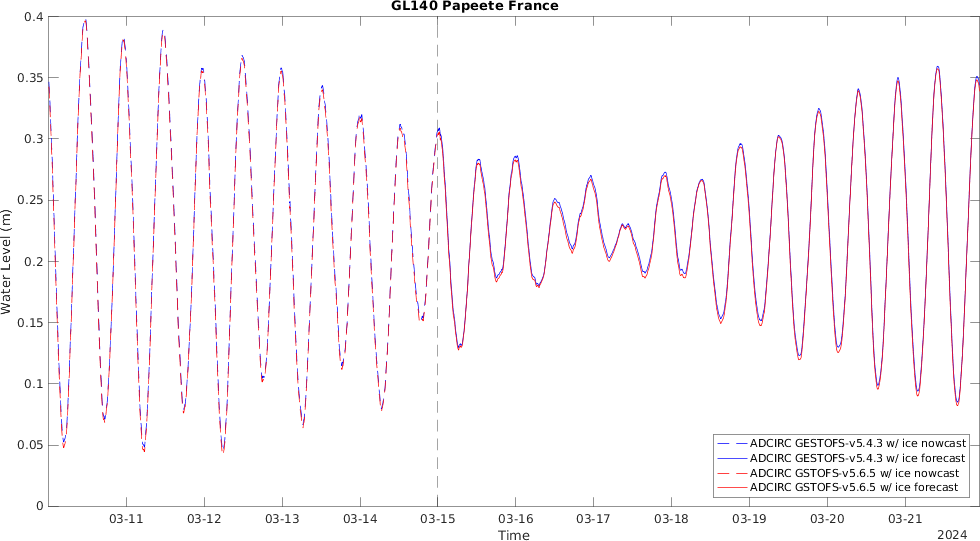 GL140 Papeete France
0.4
0.35
0.3
0.25
0.2
0.15
0.1
0.05
0
Water Level (m)
ADCIRC GESTOFS-v5.4.3 w/ ice nowcast
ADCIRC GESTOFS-v5.4.3 w/ ice forecast
ADCIRC GSTOFS-v5.6.5 w/ ice nowcast
ADCIRC GSTOFS-v5.6.5 w/ ice forecast
03-11 03-12 03-13 03-14 03-15 03-16 03-17 03-18 03-19 03-20 03-21
Time
2024